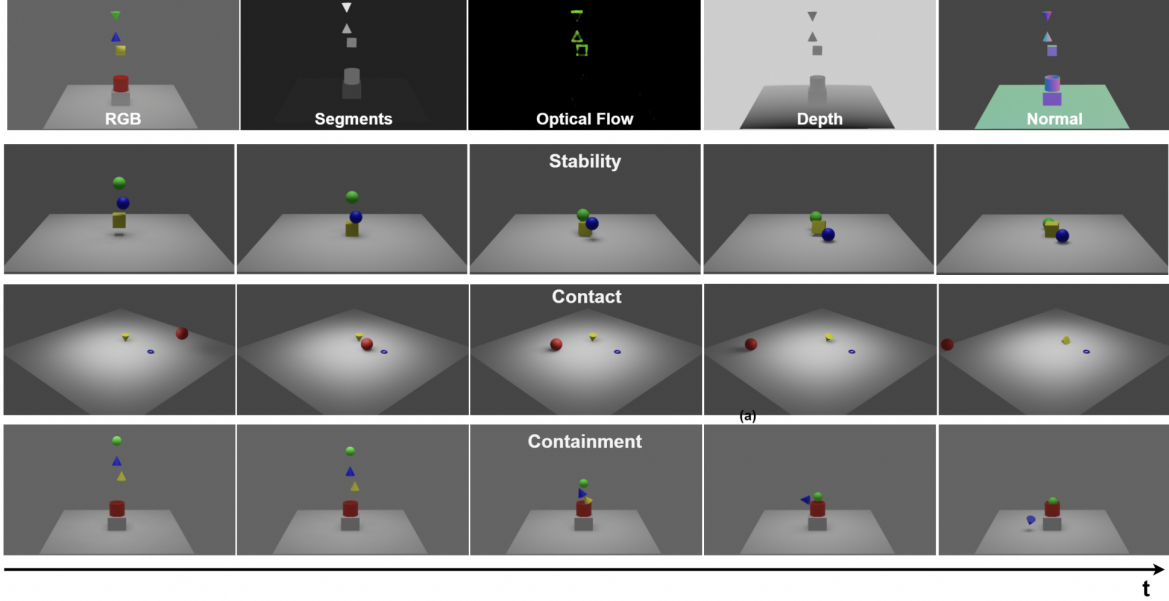 RGB
Segments
Optical Flow
Depth
Normal
Stability
Contact
(a)
Containment
t